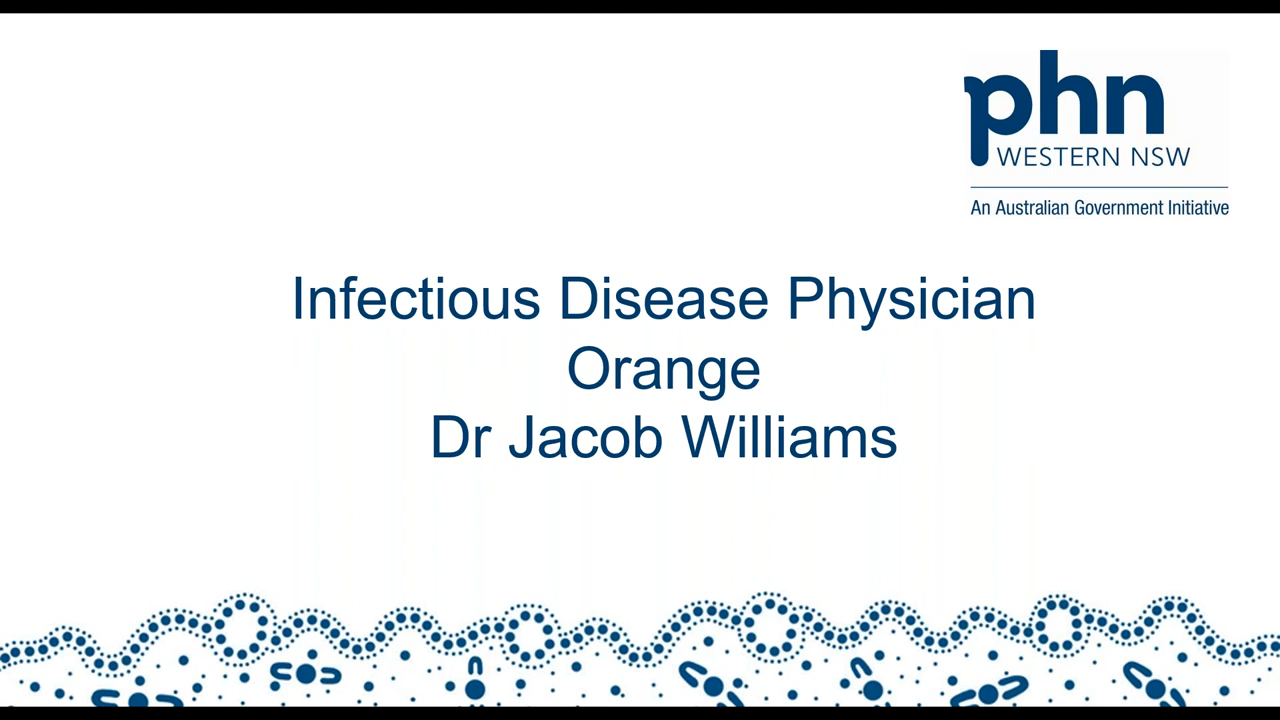 phn
WESTERN NSW
An Australian Government Initiative
Infectious Disease Physician
Orange
Dr Jacob Williams